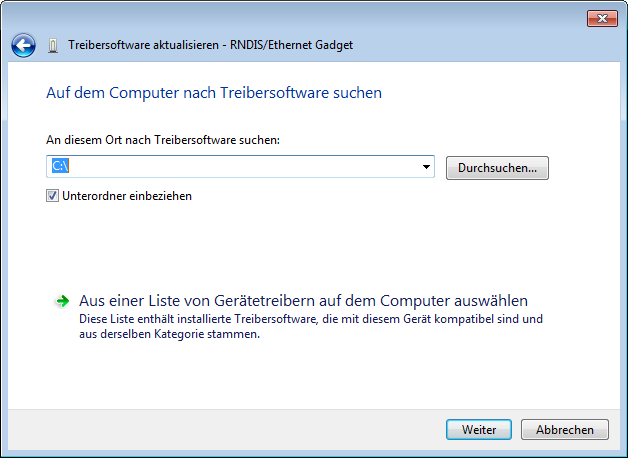 Treibersoftware aktualisieren - RNDIS/Ethernet Gadget
Auf dem Computer nach Treibersoftware suchen
An diesem Ort nach Treibersoftware suchen:
C:\
Durchsuchen...
Unterordner einbeziehen
Aus einer Liste von Gerätetreibern auf dem Computer auswählen
Diese Liste enthält installierte Treibersoftware, die mit diesem Gerät kompatibel sind und
aus derselben Kategorie stammen.
Weiter
Abbrechen